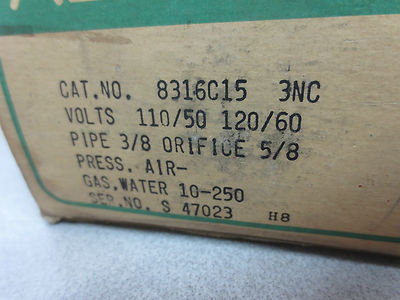 CAT.NO. 8316C15 3NC
VOLTS 110/50 120/60
PIPE 3/8 ORIFICE 5/8
PRESS. AIR-
GAS,WATER 10-250
SER.NO. S 47023 H8